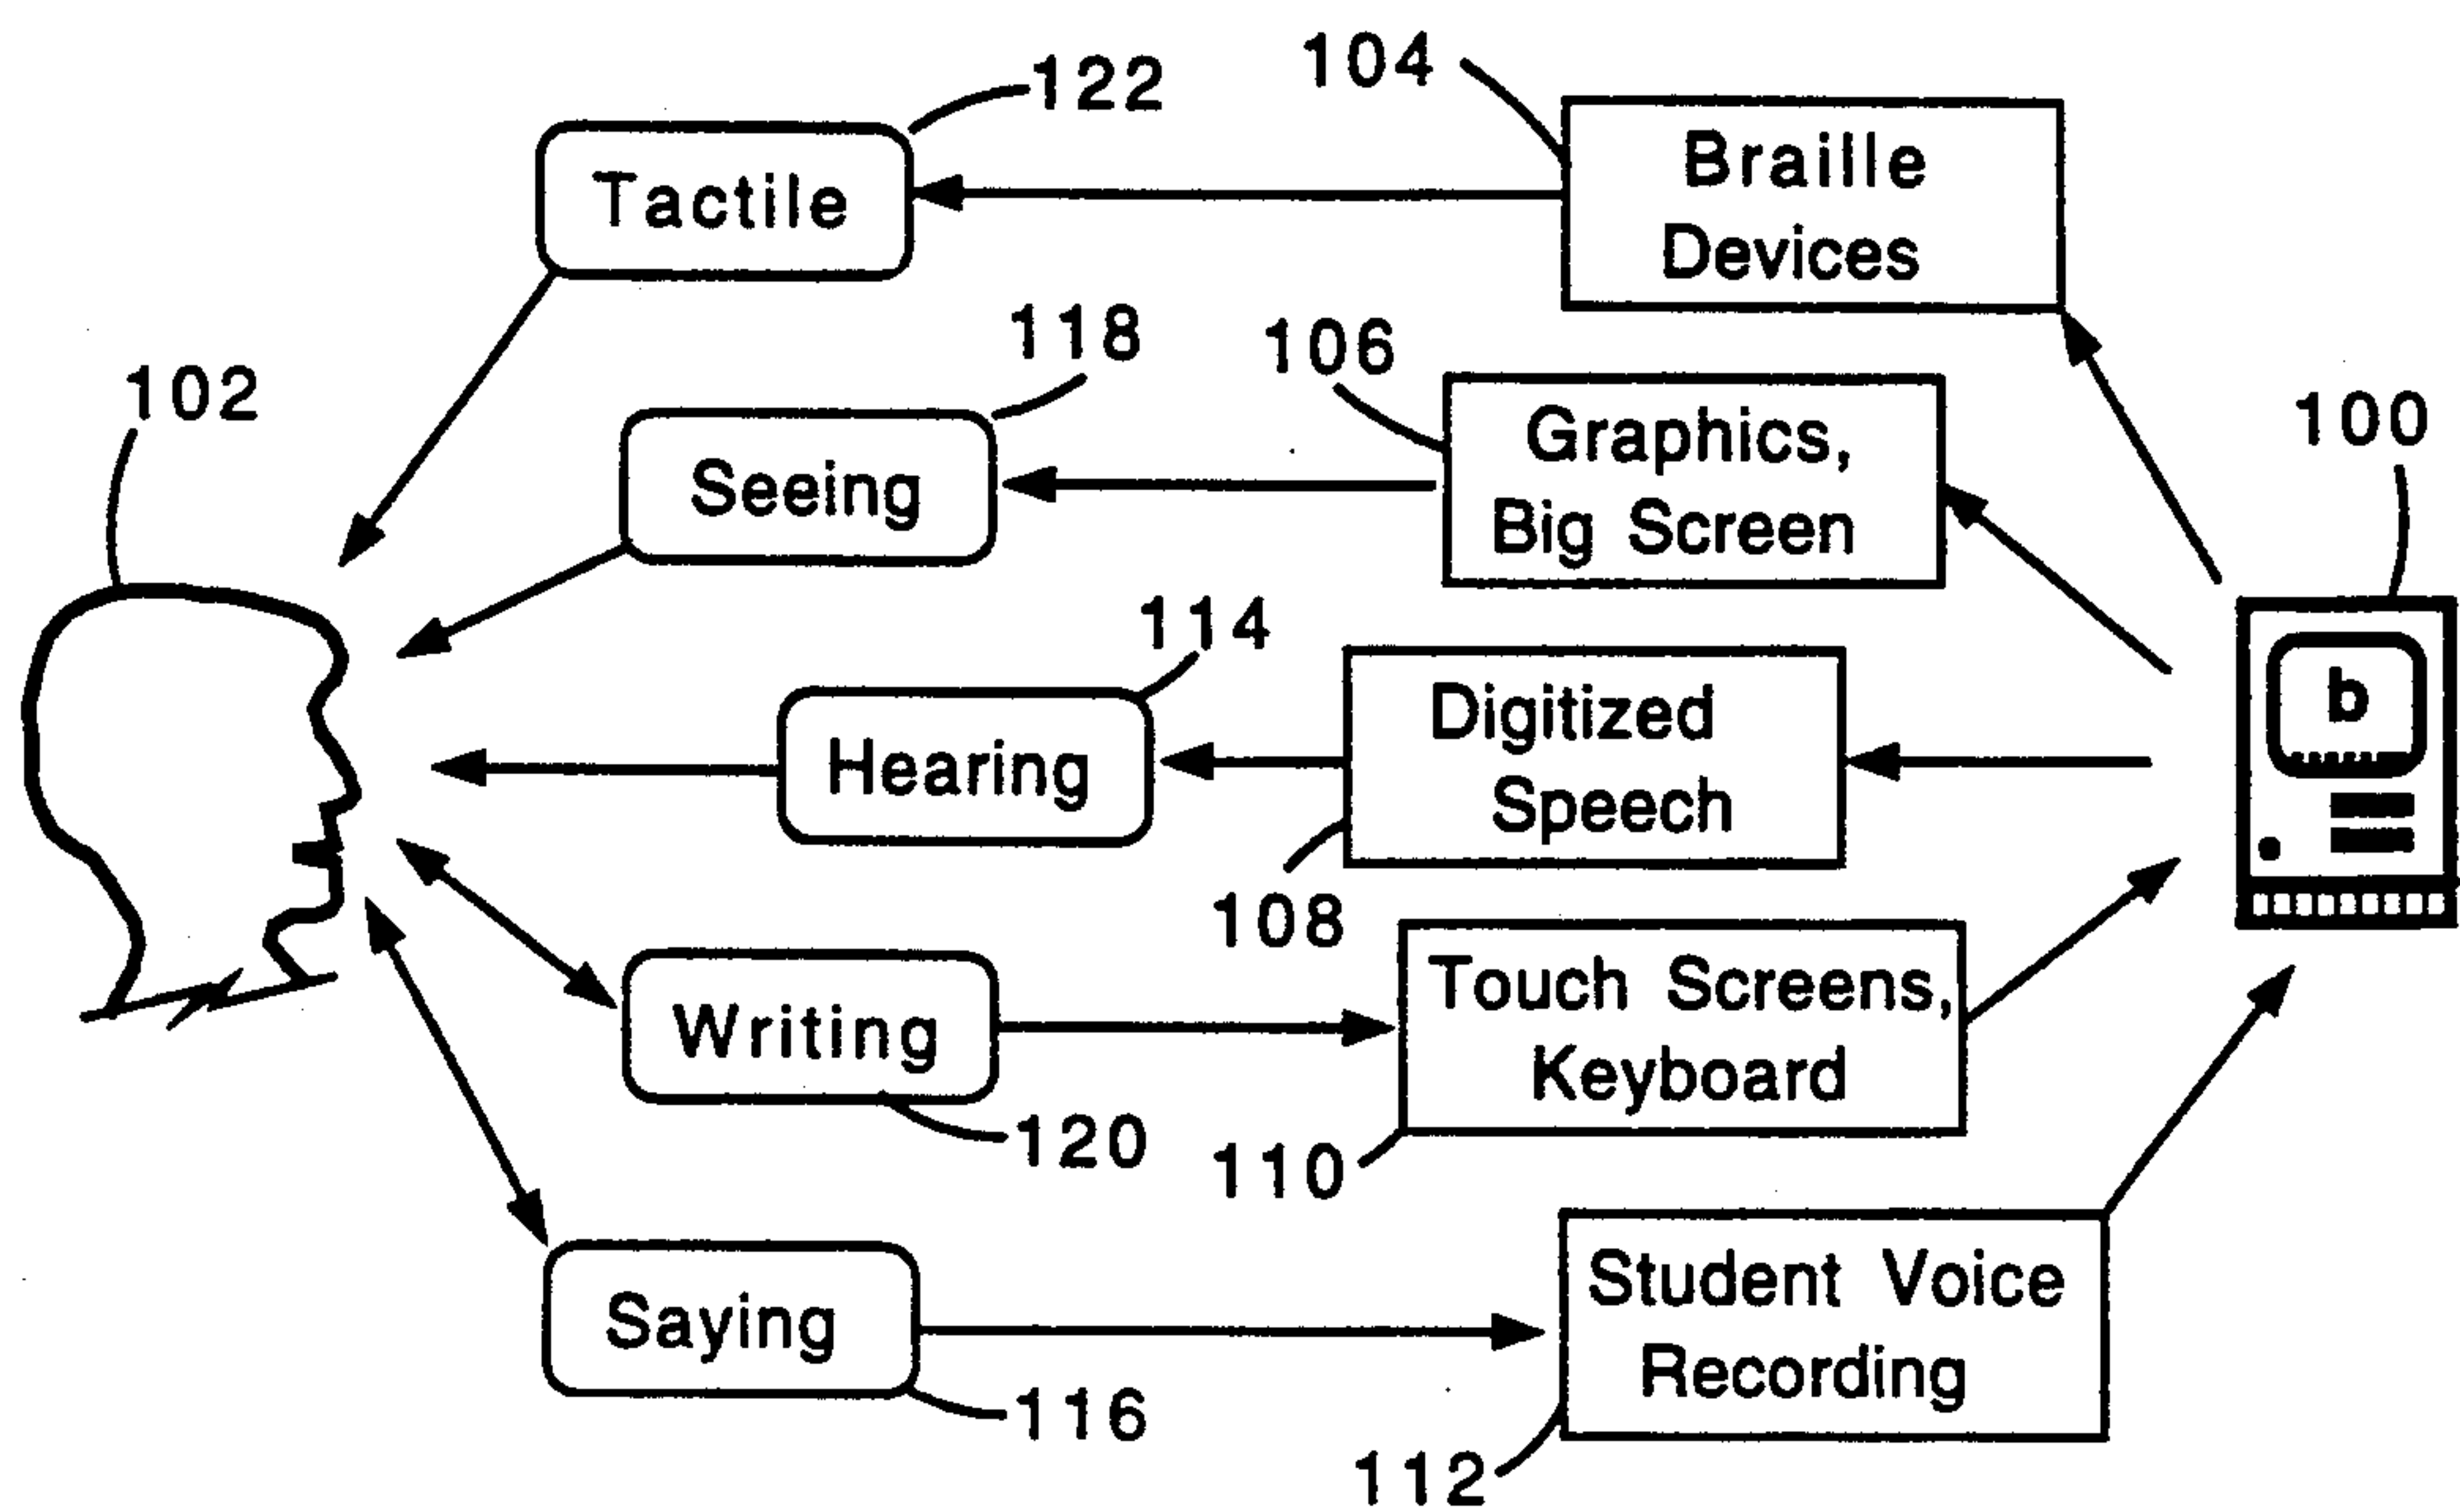 122
104
Tactile
Braille
Devices
118
106
102
Seeing
Graphics,
Big Screen
100
114
Hearing
Digitized
Speech
b
108
Writing
Touch Screens,
Keyboard
120
110
Saying
Student Voice
Recording
116
112